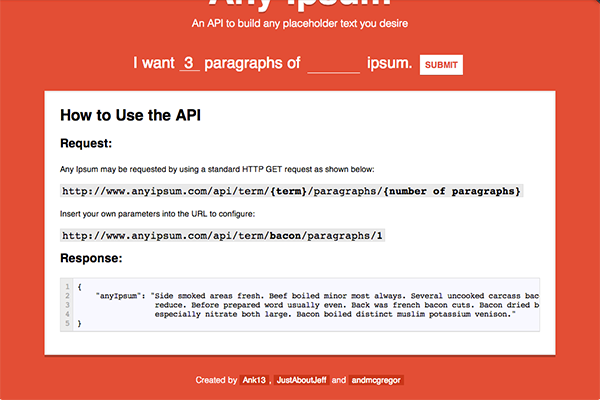 Any Ipsum
An API to build any placeholder text you desire
I want 3 paragraphs of ipsum. SUBMIT
How to Use the API
Request:
Any Ipsum may be requested by using a standard HTTP GET request as shown below:
http://www.anyipsum.com/api/term/{term}/paragraphs/{number of paragraphs}
Insert your own parameters into the URL to configure:
http://www.anyipsum.com/api/term/bacon/paragraphs/1
Response:
1 {
2 "anyIpsum": "Side smoked areas fresh. Beef boiled minor most always. Several uncooked carcass bac
3 reduce. Before prepared word usually even. Back was french bacon cuts. Bacon dried b
4 especially nitrate both large. Bacon boiled distinct muslim potassium venison."
5 }
Created by Ank13, JustAboutJeff and andmcgregor